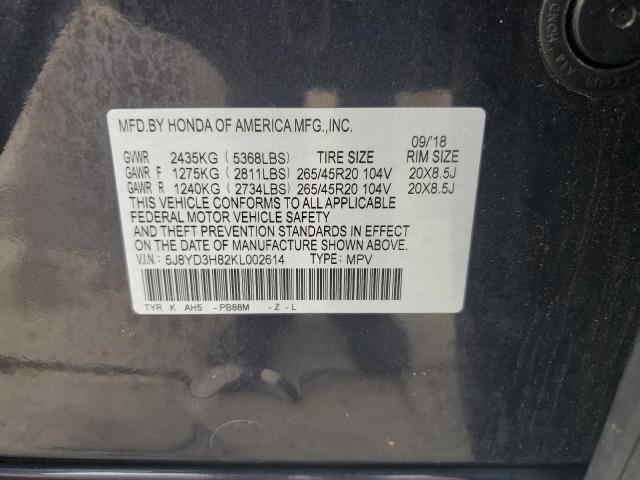 MFD.BY HONDA OF AMERICA MFG.,INC.
09/'18
GVWR 2435KG ( 5368LBS) TIRE SIZE RIM SIZE
GAWR F 1275KG ( 2811LBS) 265/45R20 104V 20X8.5J
GAWR R 1240KG ( 2734LBS) 265/45R20 104V 20X8.5J
THIS VEHICLE CONFORMS TO ALL APPLICABLE
FEDERAL MOTOR VEHICLE SAFETY
AND THEFT PREVENTION STANDARDS IN EFFECT
ON THE DATE OF MANUFACTURE SHOWN ABOVE.
V.I.N.: 5J8YD3H82KL002614 TYPE: MPV
TYR K AH5 -PB88M -Z -L